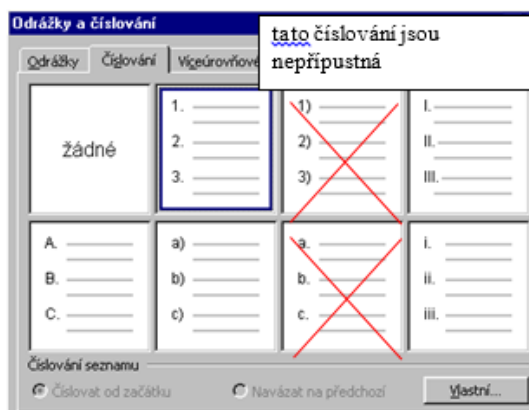 Odrážky a číslování
tato číslování jsou
nepřípustná
Odrážky
Číslování
Víceúrovňové
žádné
1.
2.
3.
1)
2)
3)
I.
II.
III.
A.
B.
C.
a)
b)
c)
a.
b.
c.
i.
ii.
iii.
Číslování seznamu
Číslovat od začátku
Navázat na předchozí
Vlastní...